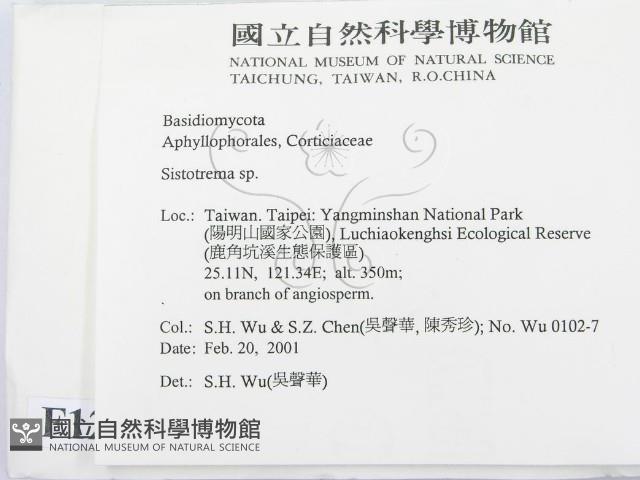 國立自然科學博物館
NATIONAL MUSEUM OF NATURAL SCIENCE
TAICHUNG, TAIWAN, R.O.CHINA
Basidiomycota
Aphyllophorales, Corticiaceae
Sistotrema sp.
Loc.: Taiwan. Taipei: Yangminshan National Park
(陽明山國家公園), Luchiaokenghsi Ecological Reserve
(鹿角坑溪生態保護區)
25.11N, 121.34E; alt. 350m;
on branch of angiosperm.
Col.: S.H. Wu & S.Z. Chen(吳聲華, 陳秀珍); No. Wu 0102-7
Date: Feb. 20, 2001
Det.: S.H. Wu(吳聲華)
國立自然科學博物館
NATIONAL MUSEUM OF NATURAL SCIENCE